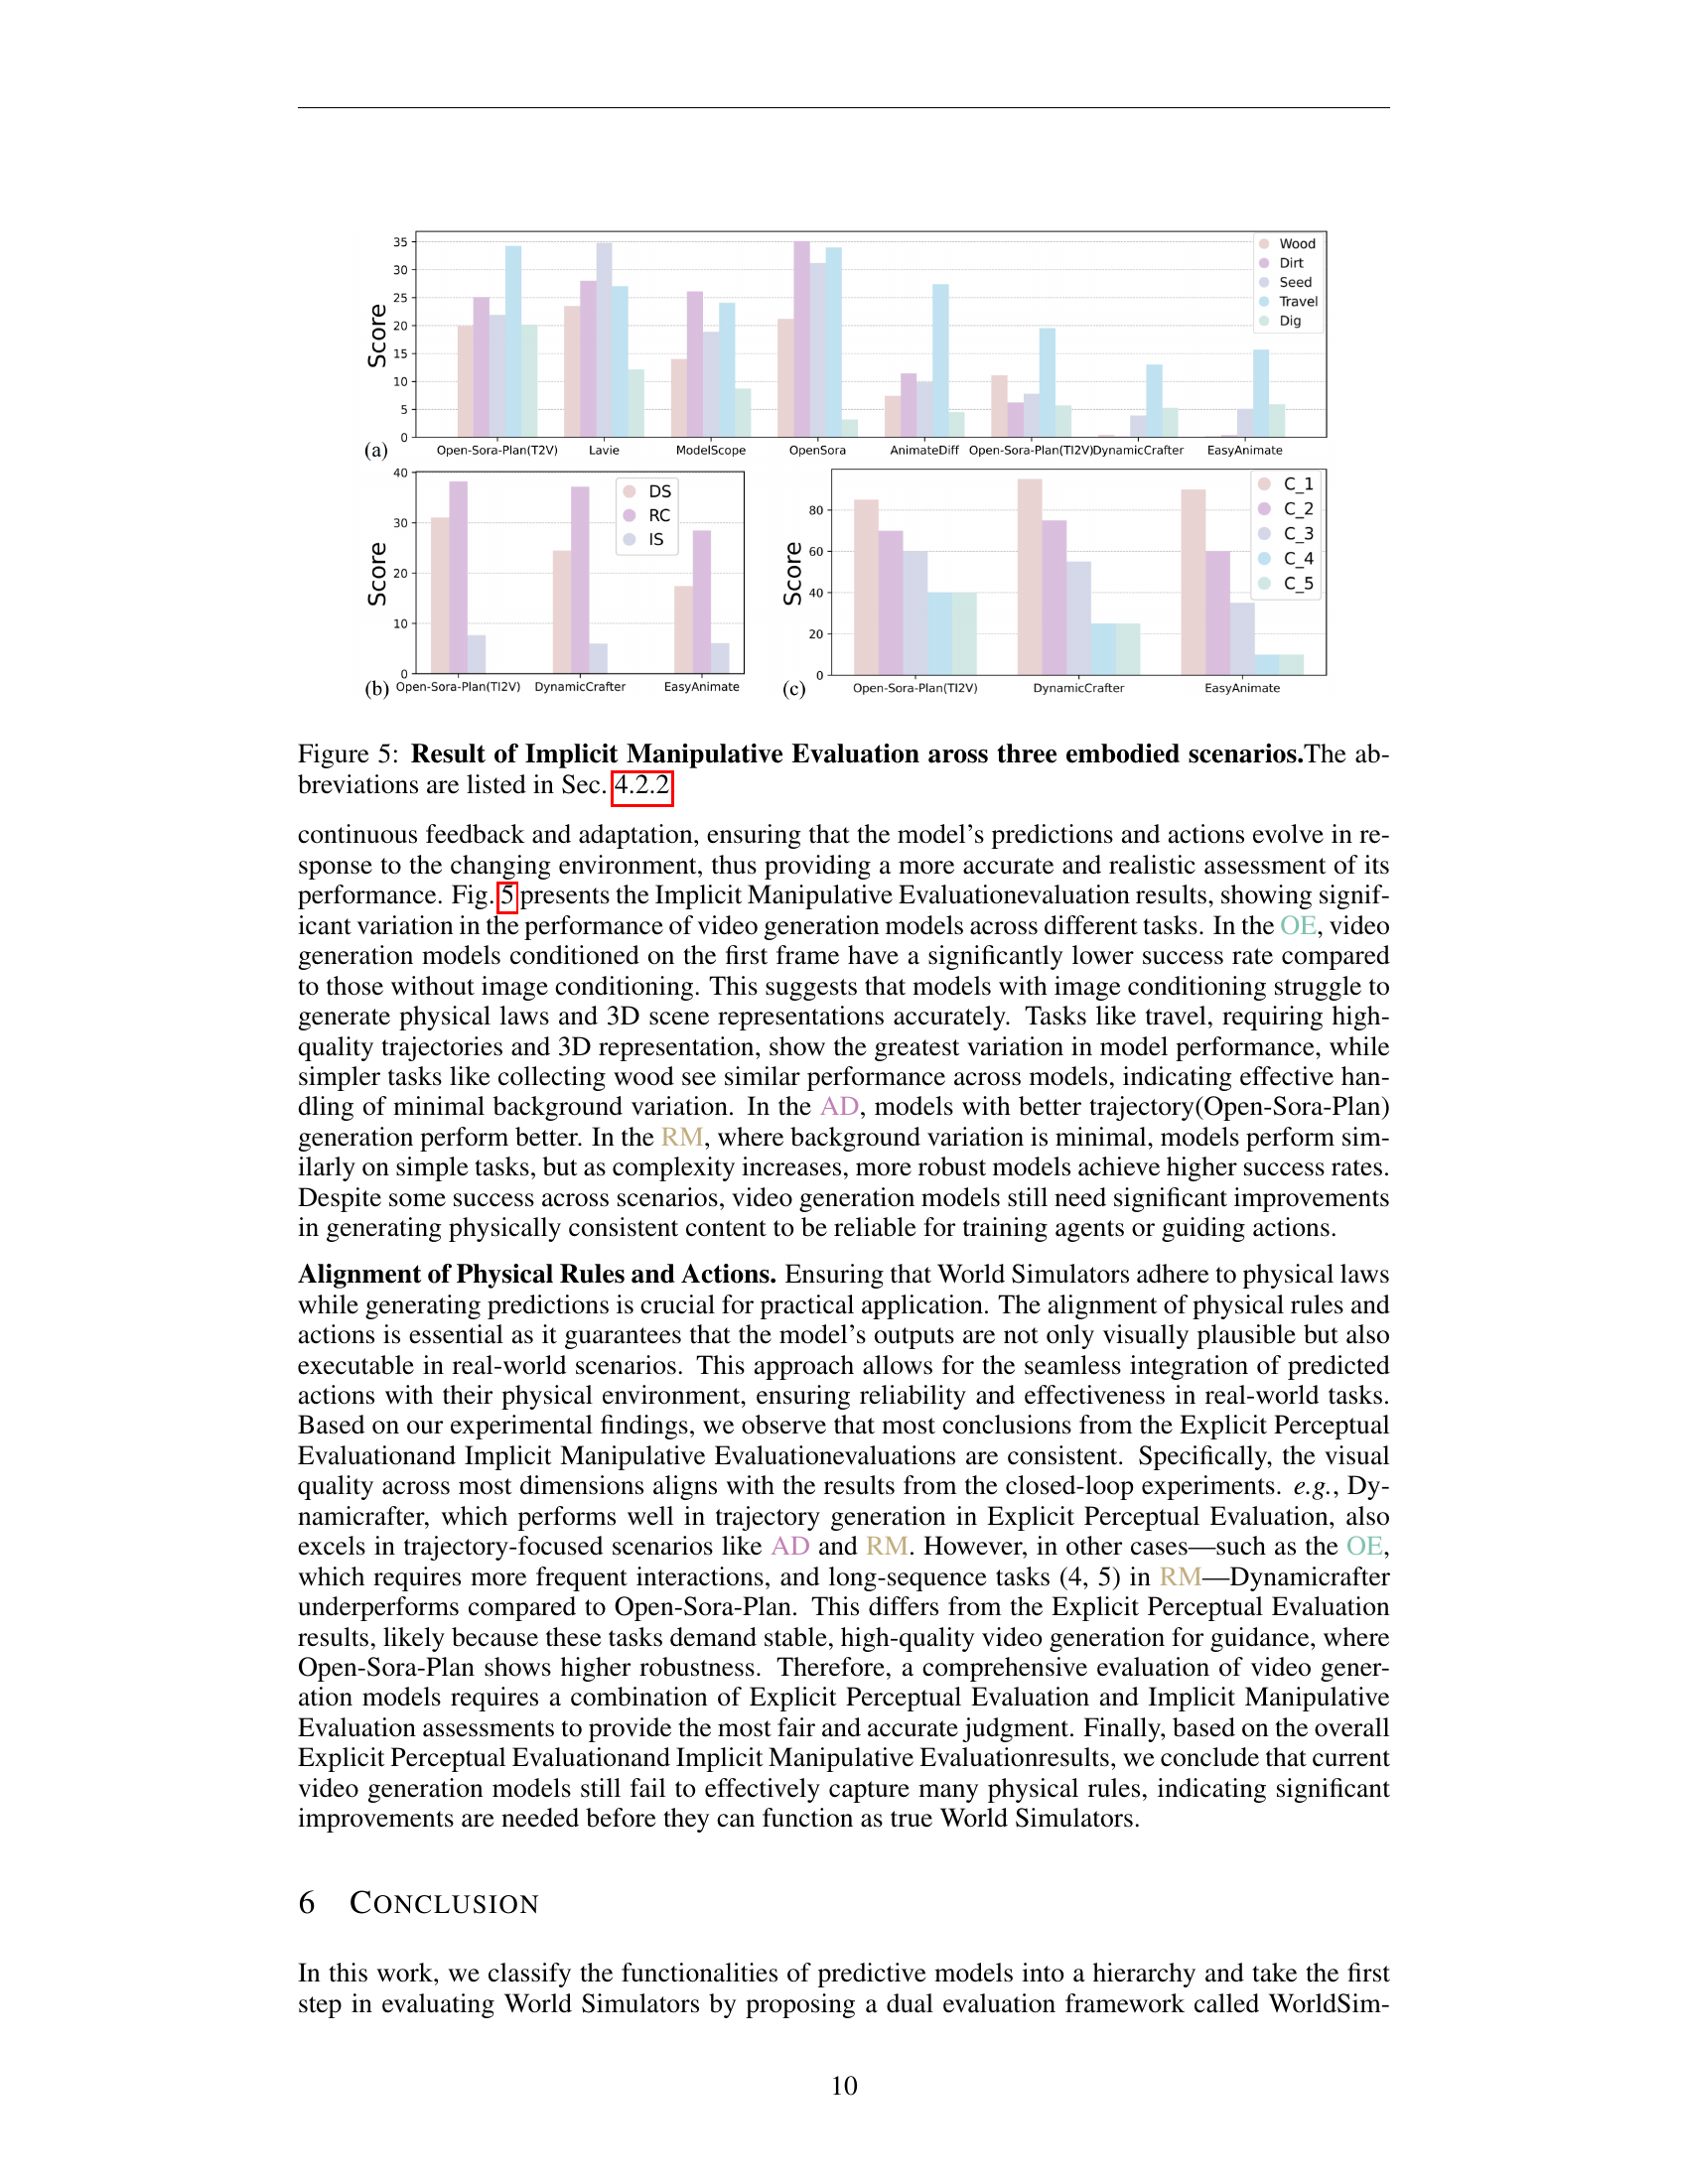 35
30
25
20
15
10
5
0
Score
Wood
Dirt
Seed
Travel
Dig
(a)
Open-Sora-Plan(T2V) Lavie ModelScope OpenSora AnimateDiff Open-Sora-Plan(TI2V) DynamicCrafter EasyAnimate
40
30
20
10
0
Score
DS
RC
IS
(b) Open-Sora-Plan(TI2V) DynamicCrafter EasyAnimate
80
60
40
20
0
Score
C_1
C_2
C_3
C_4
C_5
(c) Open-Sora-Plan(TI2V) DynamicCrafter EasyAnimate
Figure 5: Result of Implicit Manipulative Evaluation aross three embodied scenarios.The ab-
breviations are listed in Sec. 4.2.2
continuous feedback and adaptation, ensuring that the model's predictions and actions evolve in re-
sponse to the changing environment, thus providing a more accurate and realistic assessment of its
performance. Fig. 5 presents the Implicit Manipulative Evaluationevaluation results, showing signif-
icant variation in the performance of video generation models across different tasks. In the OE, video
generation models conditioned on the first frame have a significantly lower success rate compared
to those without image conditioning. This suggests that models with image conditioning struggle to
generate physical laws and 3D scene representations accurately. Tasks like travel, requiring high-
quality trajectories and 3D representation, show the greatest variation in model performance, while
simpler tasks like collecting wood see similar performance across models, indicating effective han-
dling of minimal background variation. In the AD, models with better trajectory(Open-Sora-Plan)
generation perform better. In the RM, where background variation is minimal, models perform sim-
ilarly on simple tasks, but as complexity increases, more robust models achieve higher success rates.
Despite some success across scenarios, video generation models still need significant improvements
in generating physically consistent content to be reliable for training agents or guiding actions.
Alignment of Physical Rules and Actions. Ensuring that World Simulators adhere to physical laws
while generating predictions is crucial for practical application. The alignment of physical rules and
actions is essential as it guarantees that the model's outputs are not only visually plausible but also
executable in real-world scenarios. This approach allows for the seamless integration of predicted
actions with their physical environment, ensuring reliability and effectiveness in real-world tasks.
Based on our experimental findings, we observe that most conclusions from the Explicit Perceptual
Evaluationand Implicit Manipulative Evaluationevaluations are consistent. Specifically, the visual
quality across most dimensions aligns with the results from the closed-loop experiments. e.g., Dy-
namicrafter, which performs well in trajectory generation in Explicit Perceptual Evaluation, also
excels in trajectory-focused scenarios like AD and RM. However, in other cases—such as the OE,
which requires more frequent interactions, and long-sequence tasks (4, 5) in RM—Dynamicrafter
underperforms compared to Open-Sora-Plan. This differs from the Explicit Perceptual Evaluation
results, likely because these tasks demand stable, high-quality video generation for guidance, where
Open-Sora-Plan shows higher robustness. Therefore, a comprehensive evaluation of video gener-
ation models requires a combination of Explicit Perceptual Evaluation and Implicit Manipulative
Evaluation assessments to provide the most fair and accurate judgment. Finally, based on the overall
Explicit Perceptual Evaluationand Implicit Manipulative Evaluationresults, we conclude that current
video generation models still fail to effectively capture many physical rules, indicating significant
improvements are needed before they can function as true World Simulators.
6 CONCLUSION
In this work, we classify the functionalities of predictive models into a hierarchy and take the first
step in evaluating World Simulators by proposing a dual evaluation framework called WorldSim-
10